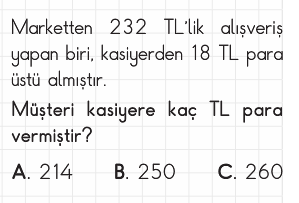 Marketten 232 TL'lik alışveriş
yapan biri, kasiyerden 18 TL para
üstü almıştır.
Müşteri kasiyere kaç TL para
vermiştir?
A. 214 B. 250 C. 260